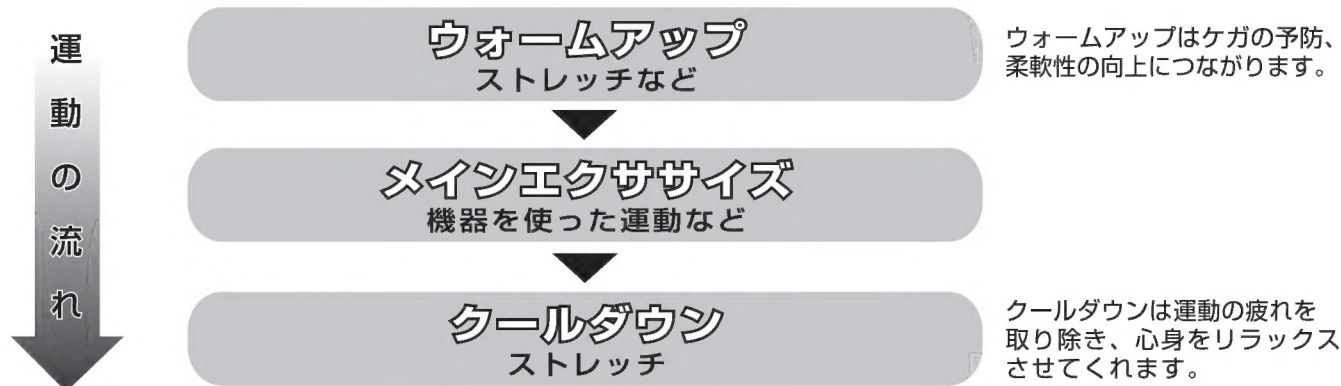 運動の流れ
ウォームアップ
ストレッチなど
ウォームアップはケガの予防、
柔軟性の向上につながります。
メインエクササイズ
機器を使った運動など
クールダウン
ストレッチ
クールダウンは運動の疲れを
取り除き、心身をリラックス
させてくれます。